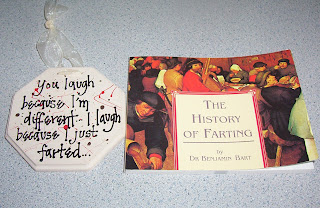 You laugh
because I'm
different. I laugh
because I just
farted...
THE
HISTORY
OF FARTING
by
DR BENJAMIN BART